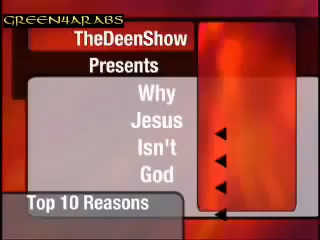 GREEN4ARABS
TheDeenShow
Presents
Why
Jesus
Isn't
God
Top 10 Reasons